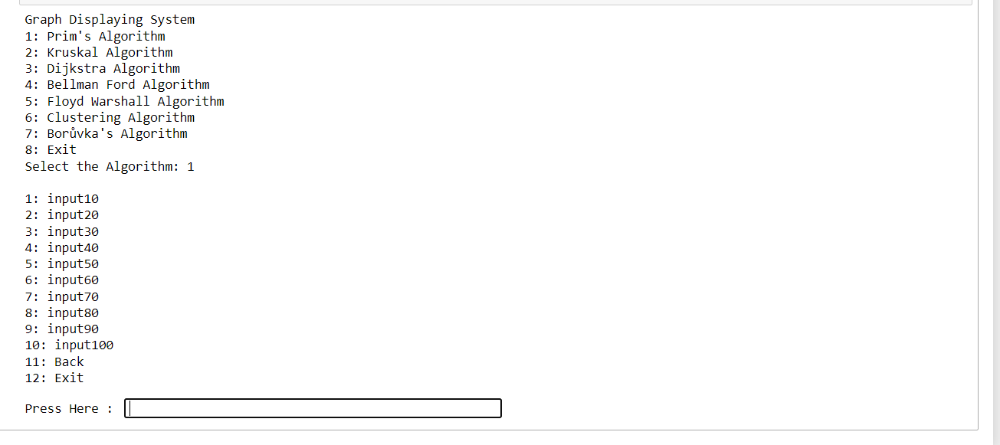 Graph Displaying System
1: Prim's Algorithm
2: Kruskal Algorithm
3: Dijkstra Algorithm
4: Bellman Ford Algorithm
5: Floyd Warshall Algorithm
6: Clustering Algorithm
7: Borůvka's Algorithm
8: Exit
Select the Algorithm: 1
1: input10
2: input20
3: input30
4: input40
5: input50
6: input60
7: input70
8: input80
9: input90
10: input100
11: Back
12: Exit
Press Here :